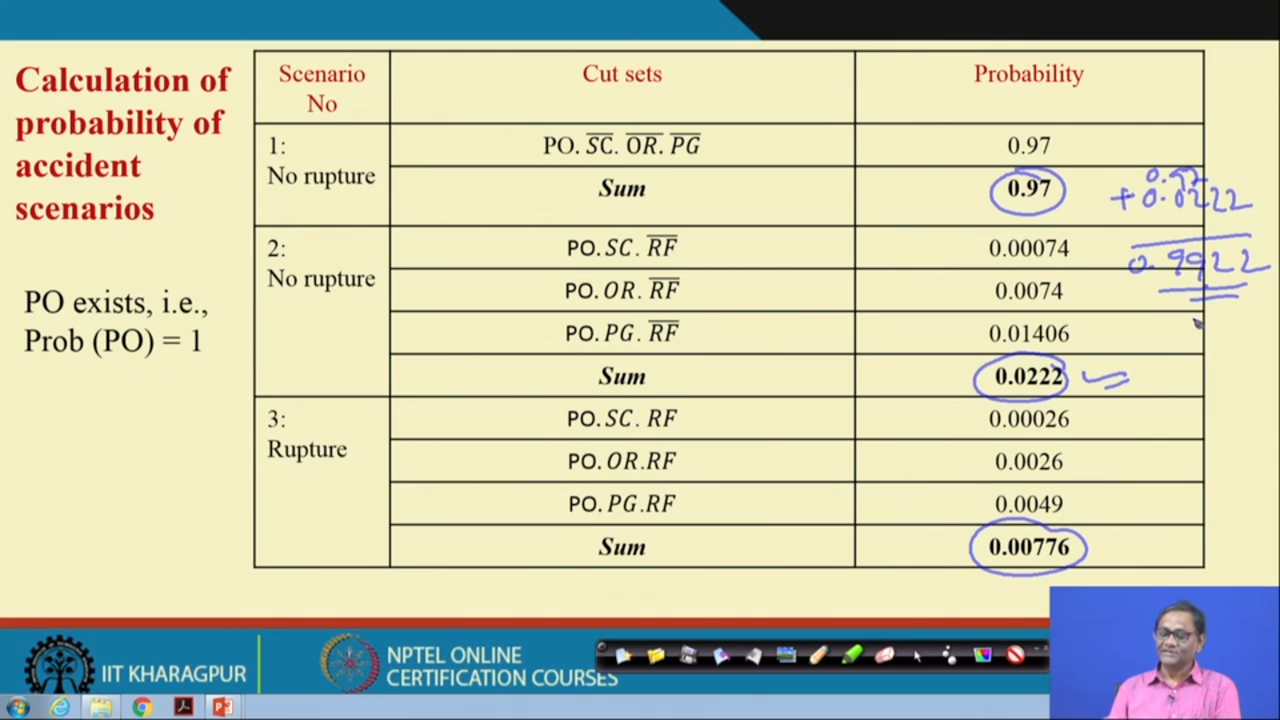 Calculation of
probability of
accident
scenarios
PO exists, i.e.,
Prob (PO) = 1
Scenario
No
Cut sets
Probability
1:
No rupture
PO. S̅C̅. O̅R̅. P̅G̅
0.97
Sum
0.97
2:
No rupture
PO. SC. R̅F̅
0.00074
PO. OR. R̅F̅
0.0074
PO. PG. R̅F̅
0.01406
Sum
0.0222
3:
Rupture
PO. SC. RF
0.00026
PO. OR.RF
0.0026
PO. PG.RF
0.0049
Sum
0.00776
0.97
+ 0.0222
0.9922
IIT KHARAGPUR
NPTEL ONLINE
CERTIFICATION COURSES